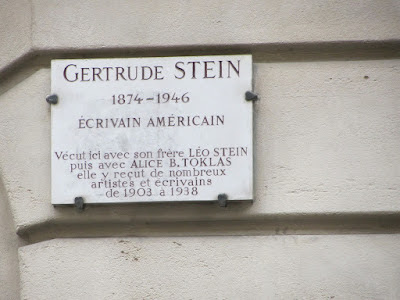 GERTRUDE STEIN
1874-1946
ÉCRIVAIN AMÉRICAIN
Vécut ici avec son frère LÉO STEIN
puis avec ALICE B. TOKLAS
elle y reçut de nombreux
artistes et écrivains
de 1903 à 1938